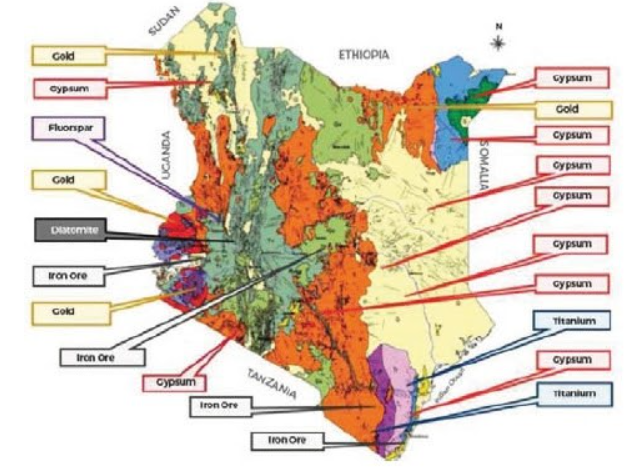 SUDAN
N
ETHIOPIA
Gold
Gypsum
Gypsum
Gold
Fluorspar
Gypsum
UGANDA
SOMALIA
Gypsum
Gold
Gypsum
Diatomite
Gypsum
Iron Ore
Gypsum
Gold
Titanium
Iron Ore
Gypsum
Gypsum
TANZANIA
Titanium
Iron Ore
Iron Ore